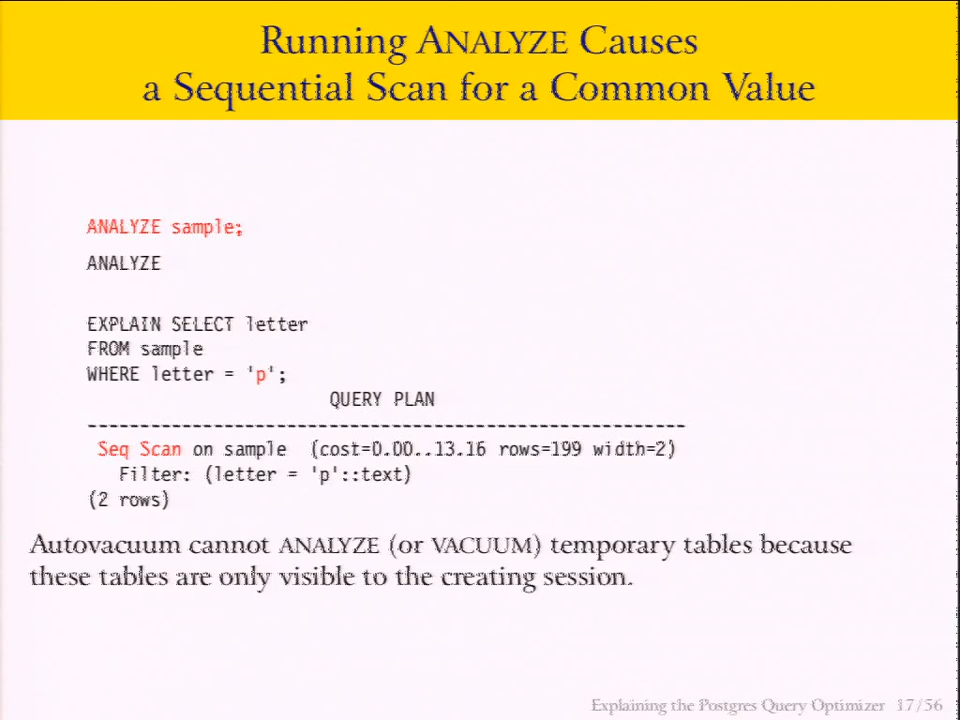 Running ANALYZE Causes
a Sequential Scan for a Common Value
ANALYZE sample;
ANALYZE
EXPLAIN SELECT letter
FROM sample
WHERE letter = 'p';
QUERY PLAN
---------------------------------------------------------
Seq Scan on sample (cost=0.00..13.16 rows=199 width=2)
Filter: (letter = 'p'::text)
(2 rows)
Autovacuum cannot ANALYZE (or VACUUM) temporary tables because
these tables are only visible to the creating session.
Explaining the Postgres Query Optimizer 17/56